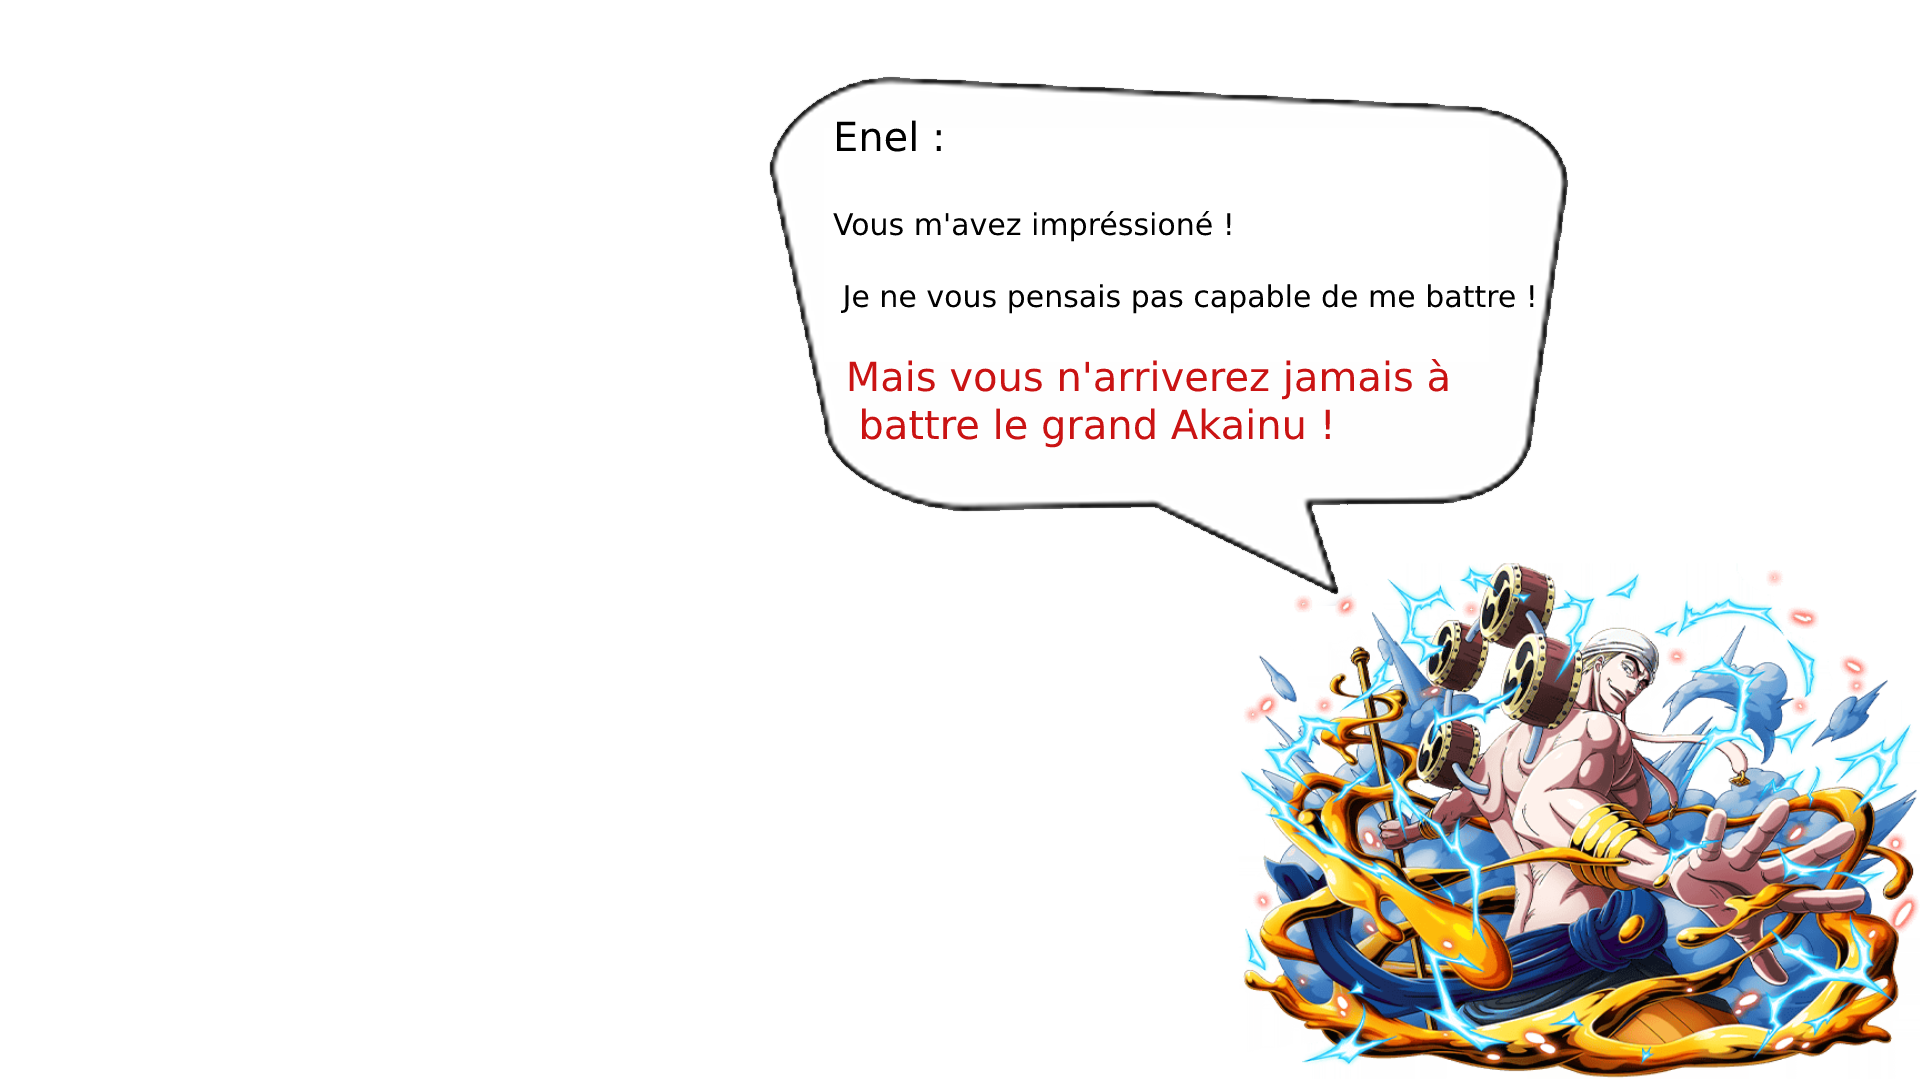 Enel :
Vous m'avez impréssioné !
Je ne vous pensais pas capable de me battre !
Mais vous n'arriverez jamais à
battre le grand Akainu !